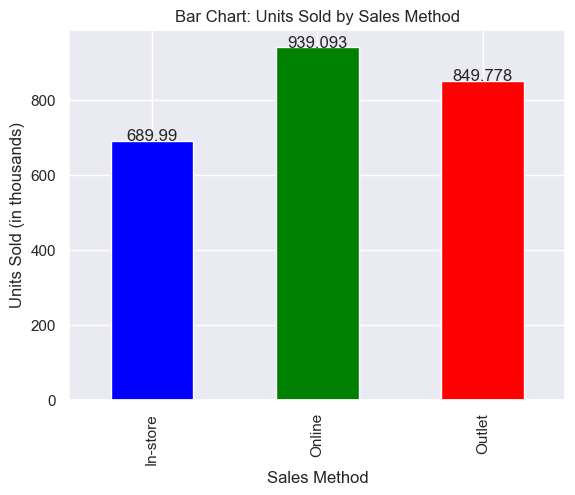 Bar Chart: Units Sold by Sales Method
939.093
849.778
689.99
800
600
400
200
0
Units Sold (in thousands)
In-store
Online
Outlet
Sales Method